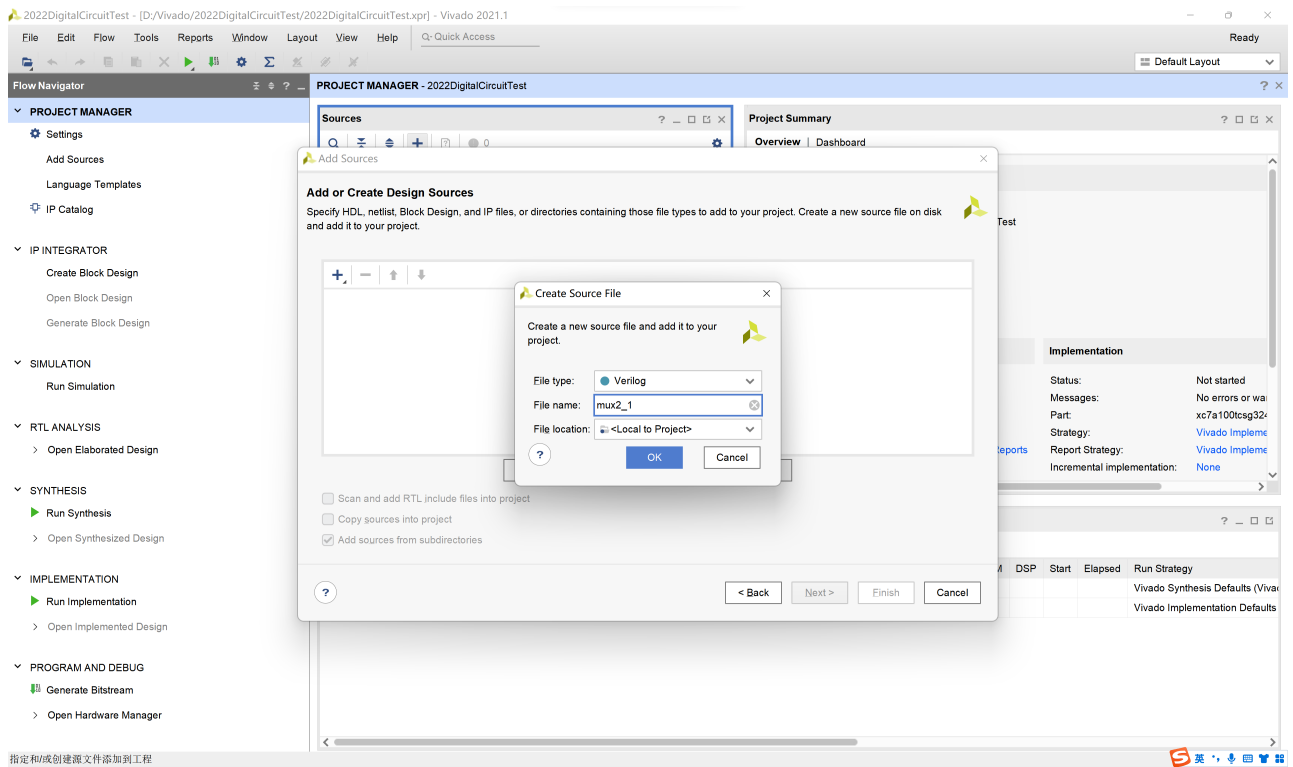 2022DigitalCircuitTest - [D:/Vivado/2022DigitalCircuitTest/2022DigitalCircuitTest.xpr] - Vivado 2021.1
File Edit Flow Tools Reports Window Layout View Help Quick Access Ready
Default Layout
Flow Navigator
PROJECT MANAGER - 2022DigitalCircuitTest
PROJECT MANAGER
Settings
Add Sources
Language Templates
IP Catalog
IP INTEGRATOR
Create Block Design
Open Block Design
Generate Block Design
SIMULATION
Run Simulation
RTL ANALYSIS
Open Elaborated Design
SYNTHESIS
Run Synthesis
Open Synthesized Design
IMPLEMENTATION
Run Implementation
Open Implemented Design
PROGRAM AND DEBUG
Generate Bitstream
Open Hardware Manager
Sources
0
Project Summary
Overview | Dashboard
Test
Implementation
Status: Not started
Messages: No errors or wa
Part: xc7a100tcsg324
Strategy: Vivado Impleme
Reports Report Strategy: Vivado Impleme
Incremental implementation: None
DSP Start Elapsed Run Strategy
Vivado Synthesis Defaults (Viva
Vivado Implementation Defaults
Add Sources
Add or Create Design Sources
Specify HDL, netlist, Block Design, and IP files, or directories containing those file types to add to your project. Create a new source file on disk
and add it to your project.
Scan and add RTL include files into project
Copy sources into project
Add sources from subdirectories
? < Back Next > Finish Cancel
Create Source File
Create a new source file and add it to your
project.
File type: Verilog
File name: mux2_1
File location: <Local to Project>
? OK Cancel
指定和/或创建源文件添加到工程
英